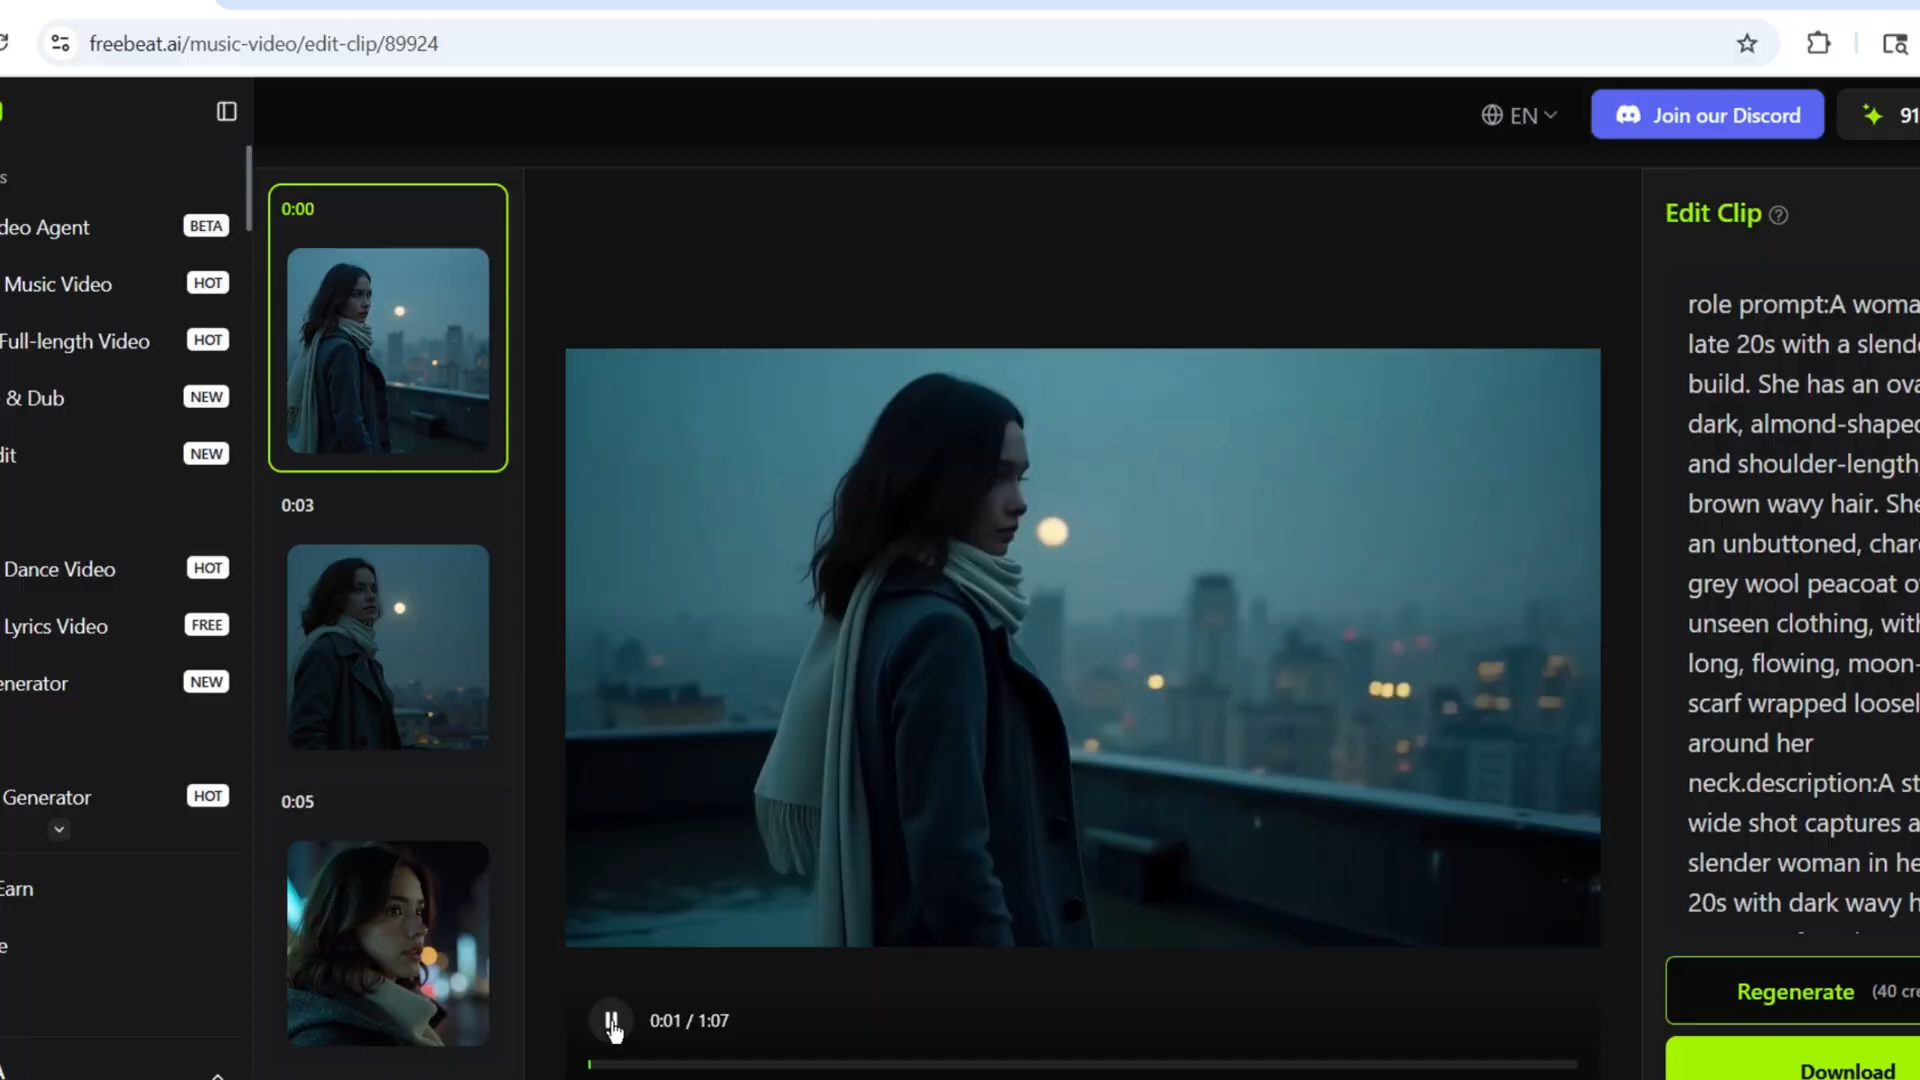 freebeat.ai/music-video/edit-clip/89924
EN
Join our Discord
91
s
deo Agent
BETA
Music Video
HOT
Full-length Video
HOT
& Dub
NEW
dit
NEW
Dance Video
HOT
Lyrics Video
FREE
enerator
NEW
Generator
HOT
Earn
e
0:00
0:03
0:05
0:01 / 1:07
Edit Clip
role prompt:A woma
late 20s with a slend
build. She has an ova
dark, almond-shaped
and shoulder-length
brown wavy hair. She
an unbuttoned, char
grey wool peacoat o
unseen clothing, with
long, flowing, moon-
scarf wrapped loosel
around her
neck.description:A st
wide shot captures a
slender woman in he
20s with dark wavy h
Regenerate (40 cre
Download